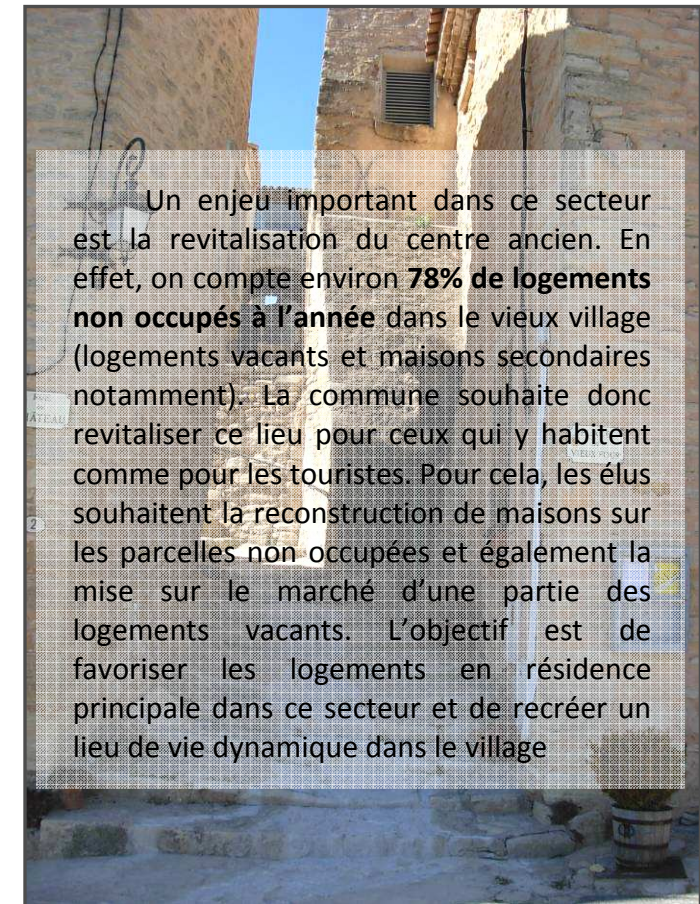 Un enjeu important dans ce secteur
est la revitalisation du centre ancien. En
effet, on compte environ 78% de logements
non occupés à l'année dans le vieux village
(logements vacants et maisons secondaires
notamment). La commune souhaite donc
revitaliser ce lieu pour ceux qui y habitent
comme pour les touristes. Pour cela, les élus
souhaitent la reconstruction de maisons sur
les parcelles non occupées et également la
mise sur le marché d'une partie des
logements vacants. L'objectif est de
favoriser les logements en résidence
principale dans ce secteur et de recréer un
lieu de vie dynamique dans le village
VIEUX FOUR
2